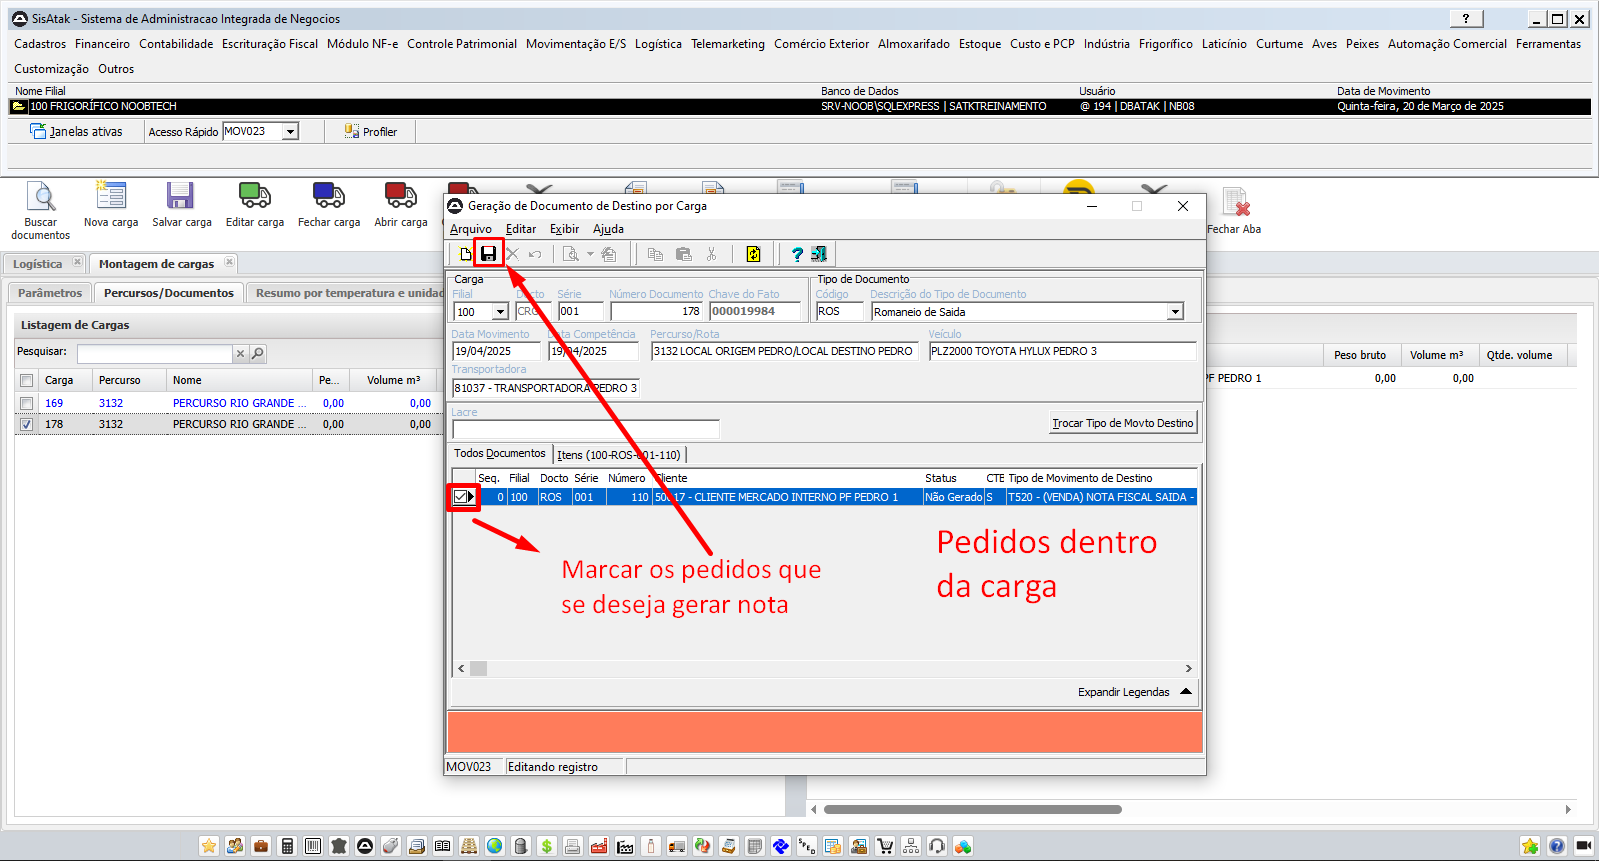 SisAtak - Sistema de Administracao Integrada de Negocios
?
Cadastros Financeiro Contabilidade Escrituração Fiscal Módulo NF-e Controle Patrimonial Movimentação E/S Logística Telemarketing Comércio Exterior Almoxarifado Estoque Custo e PCP Indústria Frigorífico Laticínio Curtume Aves Peixes Automação Comercial Ferramentas
Customização Outros
Nome Filial Banco de Dados Usuário Data de Movimento
100 FRIGORÍFICO NOOBTECH SRV-NOOB\SQLEXPRESS | SATKTREINAMENTO @ 194 | DBATAK | NB08 Quinta-feira, 20 de Março de 2025
Janelas ativas Acesso Rápido MOV023 Profiler
Buscar documentos
Nova carga Salvar carga Editar carga Fechar carga Abrir carga
Fechar Aba
Logística Montagem de cargas
Parâmetros Percursos/Documentos Resumo por temperatura e unidad
Listagem de Cargas
Pesquisar:
Carga Percurso Nome Pe... Volume m³
169 3132 PERCURSO RIO GRANDE ... 0,00 0,00
178 3132 PERCURSO RIO GRANDE ... 0,00 0,00
Geração de Documento de Destino por Carga
Arquivo Editar Exibir Ajuda
Carga Tipo de Documento
Filial Docto Série Número Documento Chave do Fato Código Descrição do Tipo de Documento
100 CRG 001 178 000019984 ROS Romaneio de Saida
Data Movimento Data Competência Percurso/Rota Veículo
19/04/2025 19/04/2025 3132 LOCAL ORIGEM PEDRO/LOCAL DESTINO PEDRO PLZ2000 TOYOTA HYLUX PEDRO 3
Transportadora
81037 - TRANSPORTADORA PEDRO 3
Lacre
Trocar Tipo de Movto Destino
Todos Documentos Itens (100-ROS-001-110)
Seq. Filial Docto Série Número Cliente Status CTE Tipo de Movimento de Destino
0 100 ROS 001 110 50017 - CLIENTE MERCADO INTERNO PF PEDRO 1 Não Gerado S T520 - (VENDA) NOTA FISCAL SAIDA -
Pedidos dentro
da carga
Marcar os pedidos que
se deseja gerar nota
Expandir Legendas
MOV023 Editando registro
Peso bruto Volume m³ Qtde. volume
PF PEDRO 1 0,00 0,00
SPED